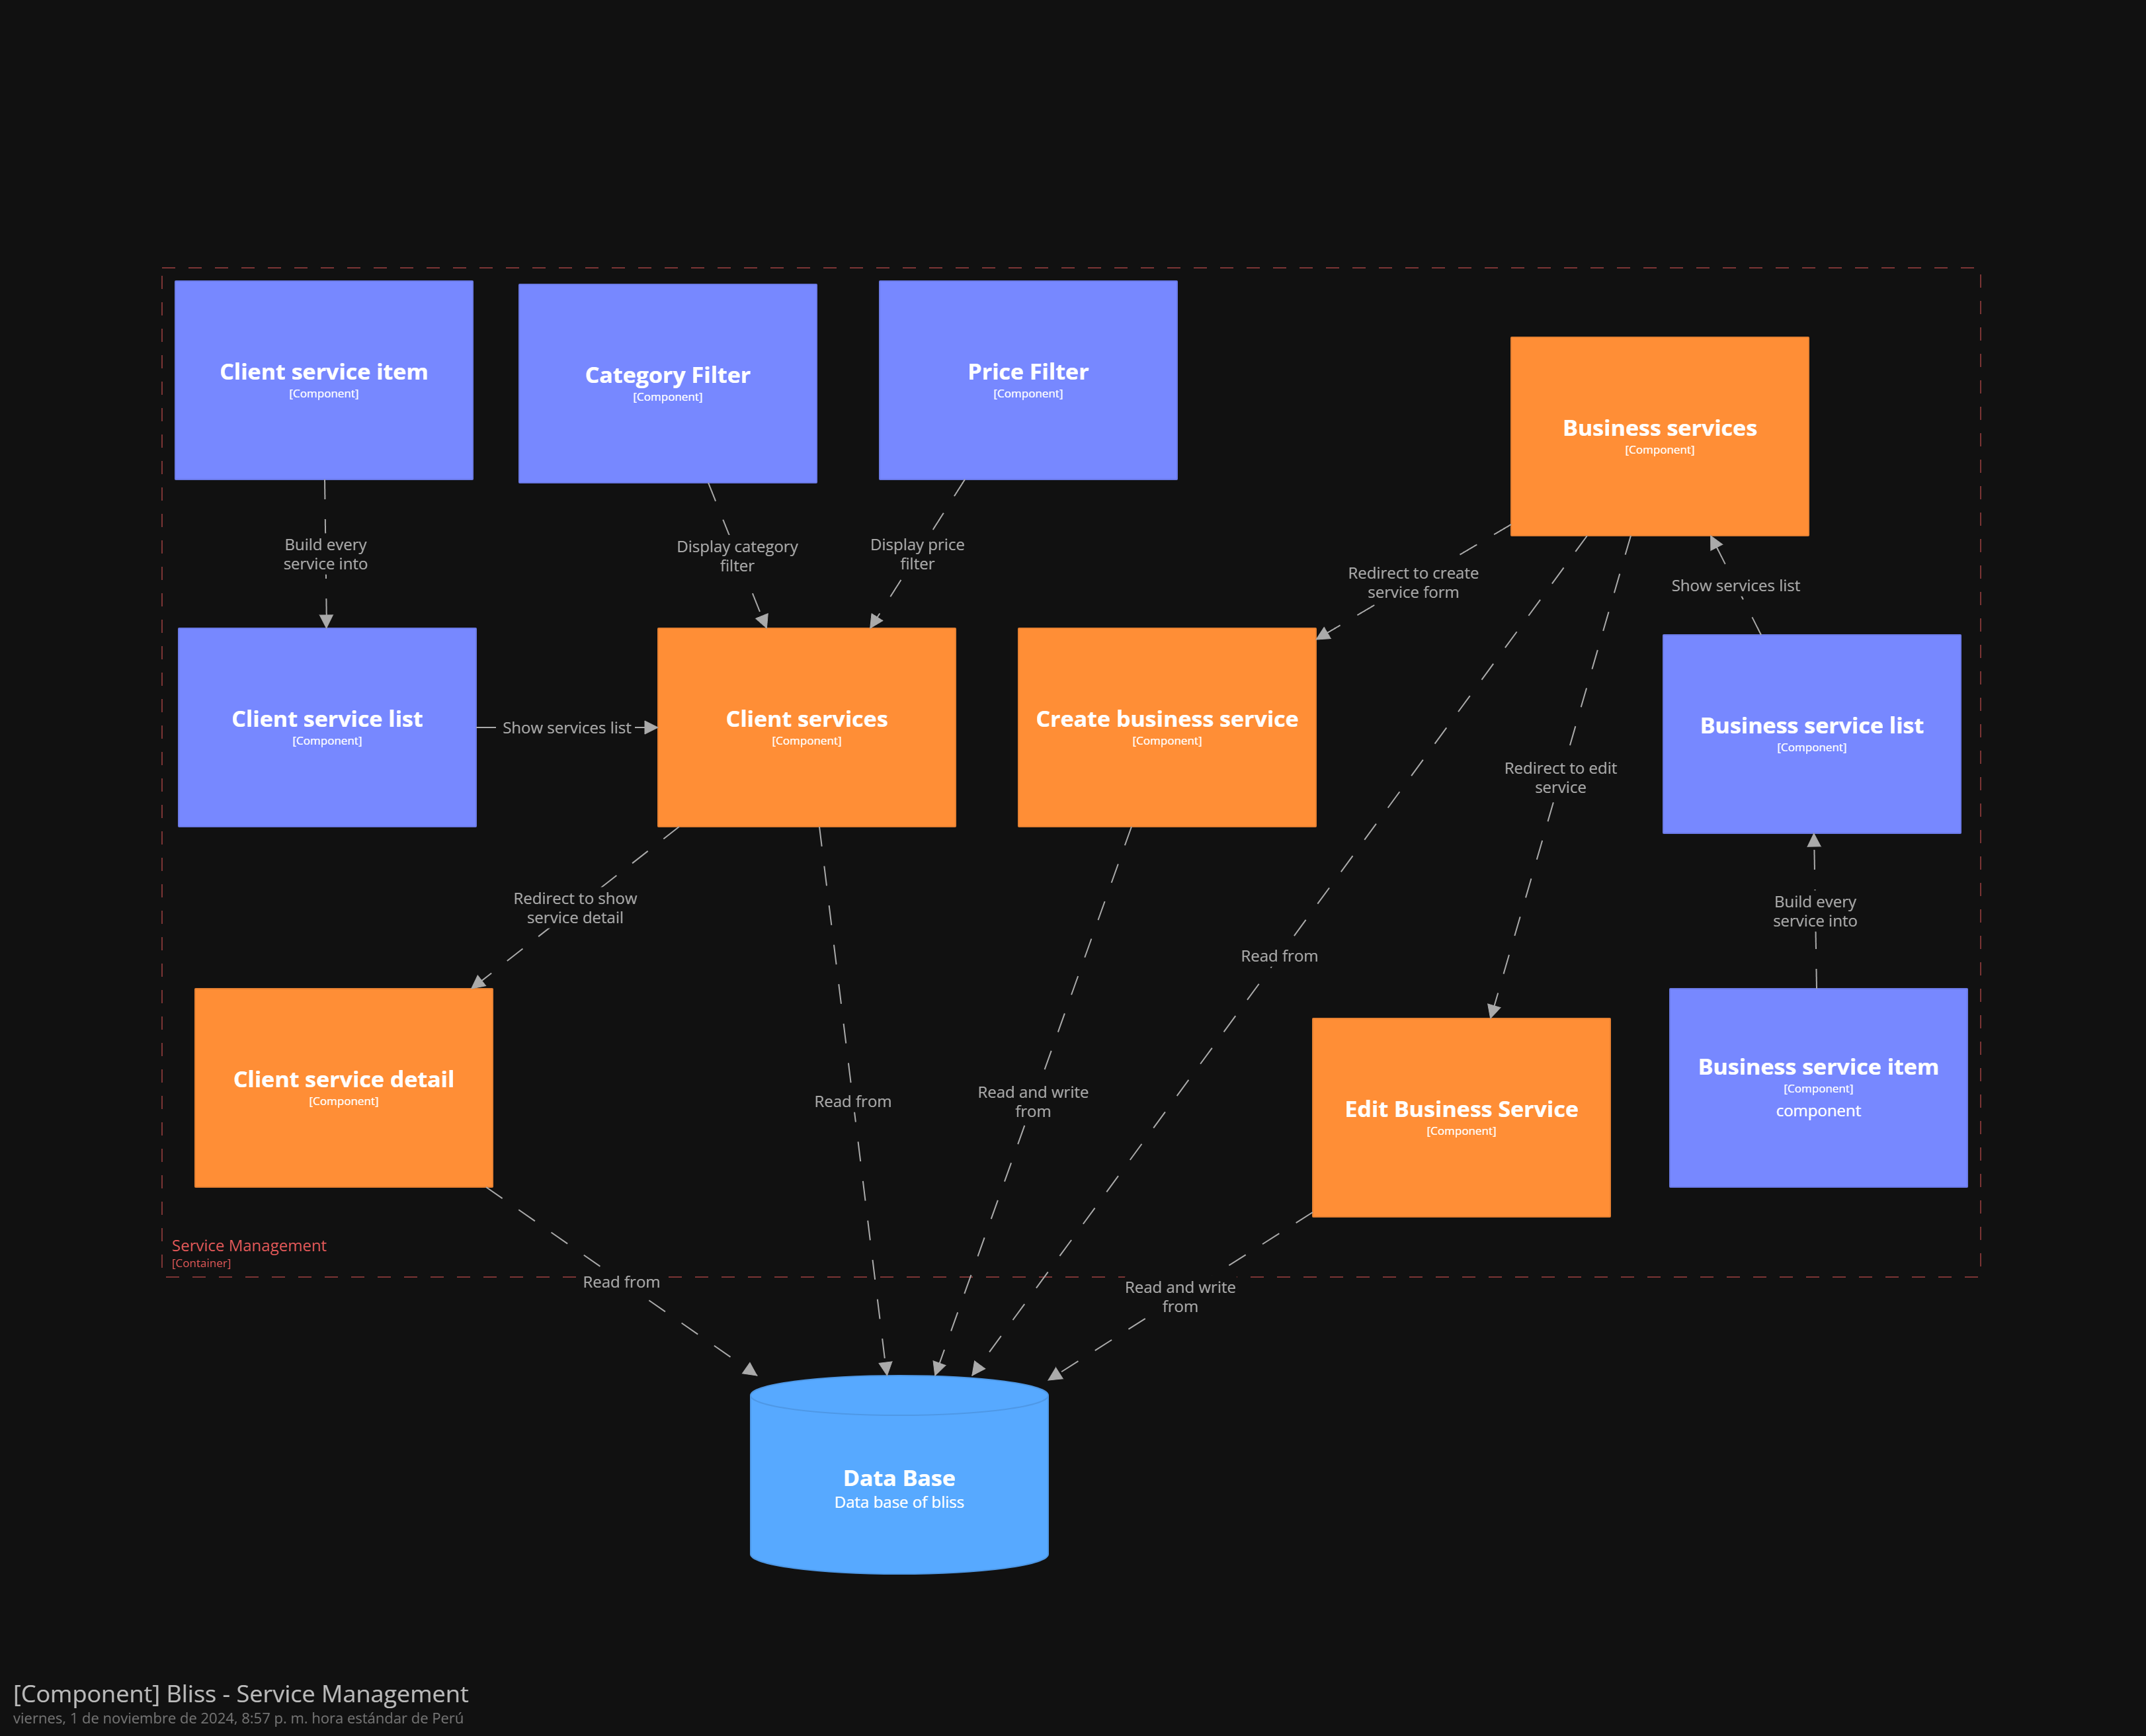 Client service item
[Component]
Category Filter
[Component]
Price Filter
[Component]
Business services
[Component]
Build every
service into
Display category
filter
Display price
filter
Redirect to create
service form
Show services list
Client service list
[Component]
Show services list
Client services
[Component]
Create business service
[Component]
Redirect to edit
service
Business service list
[Component]
Redirect to show
service detail
Read from
Build every
service into
Client service detail
[Component]
Read from
Read and write
from
Edit Business Service
[Component]
Business service item
[Component]
component
Service Management
[Container]
Read from
Read and write
from
Data Base
Data base of bliss
[Component] Bliss - Service Management
viernes, 1 de noviembre de 2024, 8:57 p. m. hora estándar de Perú